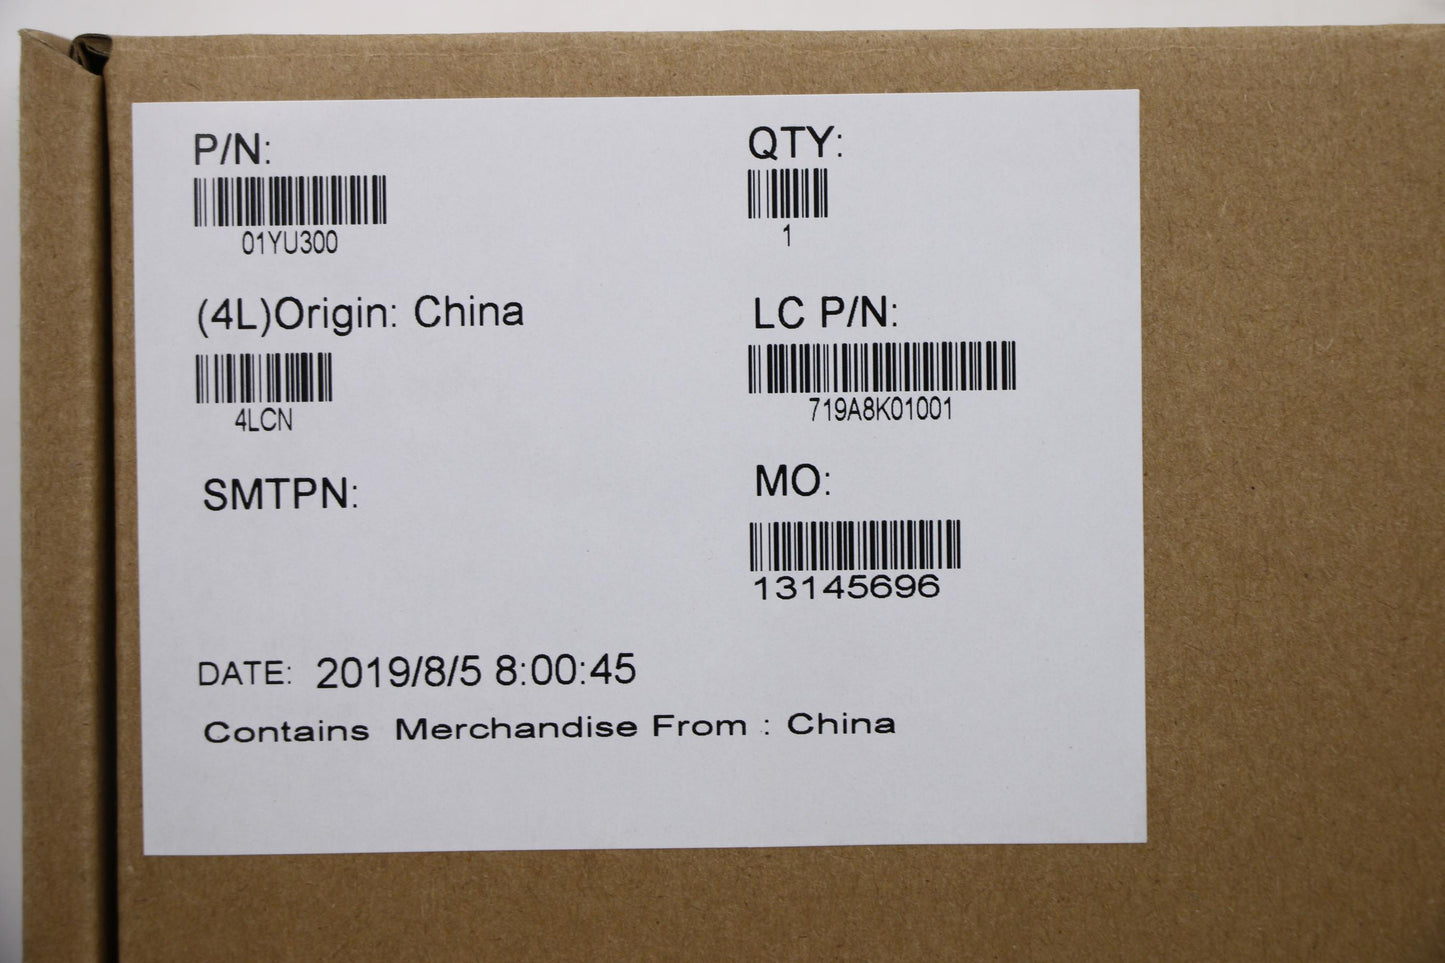 P/N:
01YU300
QTY:
1
(4L)Origin: China
4LCN
LC P/N:
719A8K01001
SMTPN:
MO:
13145696
DATE: 2019/8/5 8:00:45
Contains Merchandise From : China